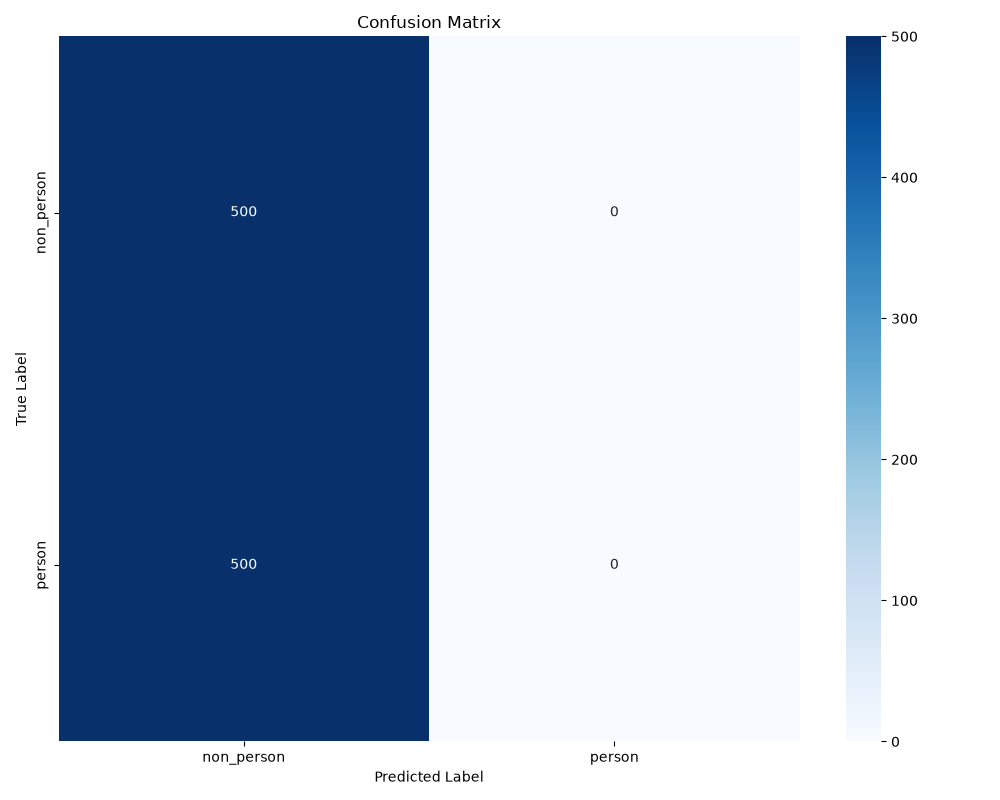 Confusion Matrix
True Label
non_person
500
0
person
500
0
non_person
person
Predicted Label
500
400
300
200
100
0